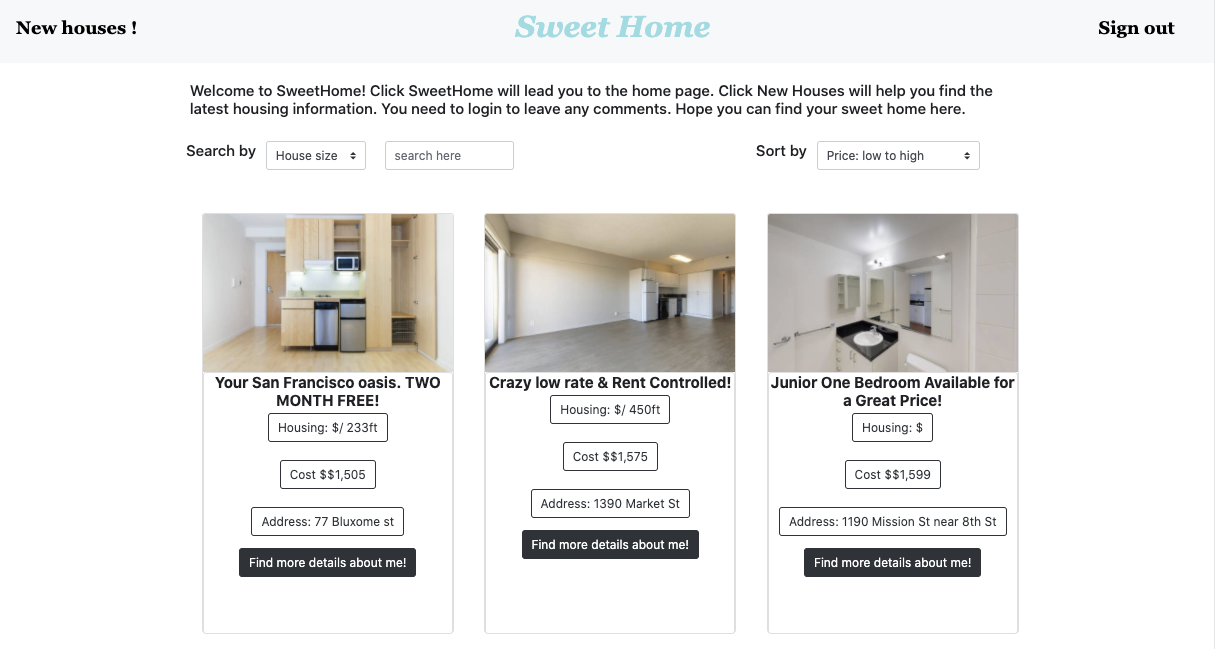 New houses !
Sweet Home
Sign out
Welcome to SweetHome! Click SweetHome will lead you to the home page. Click New Houses will help you find the
latest housing information. You need to login to leave any comments. Hope you can find your sweet home here.
Search by
House size
search here
Sort by
Price: low to high
Your San Francisco oasis. TWO
MONTH FREE!
Housing: $/ 233ft
Cost $$1,505
Address: 77 Bluxome st
Find more details about me!
Crazy low rate & Rent Controlled!
Housing: $/ 450ft
Cost $$1,575
Address: 1390 Market St
Find more details about me!
Junior One Bedroom Available for
a Great Price!
Housing: $
Cost $$1,599
Address: 1190 Mission St near 8th St
Find more details about me!